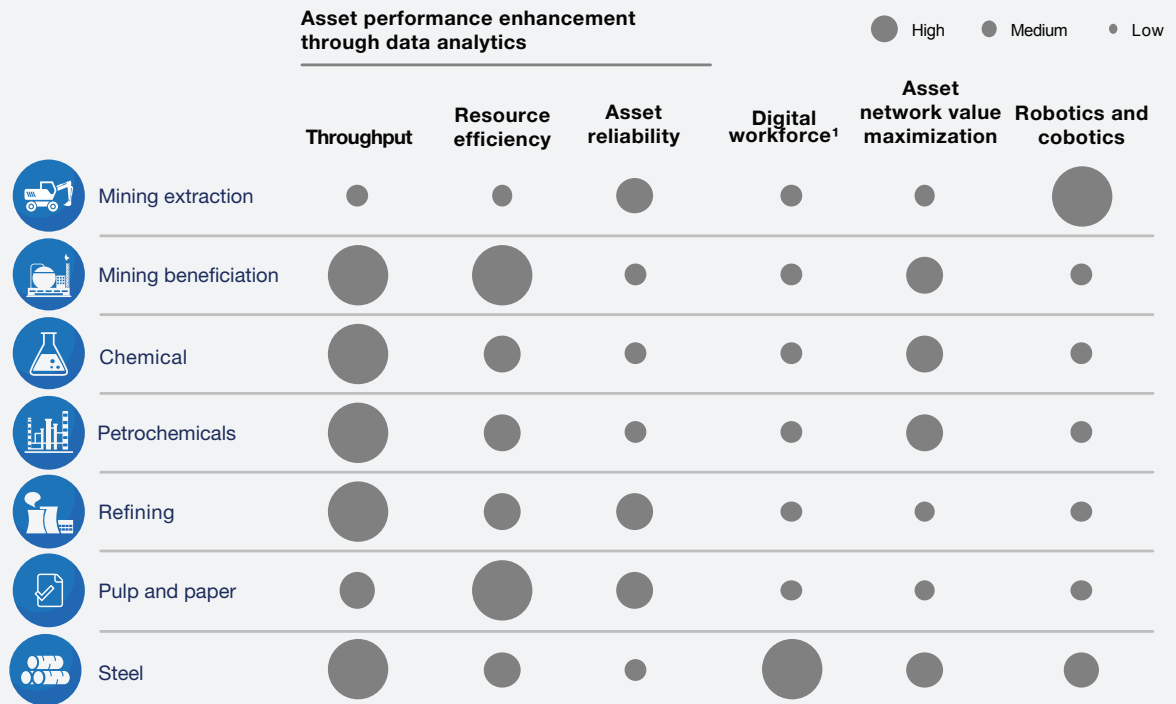 Asset performance enhancement
through data analytics
High
Medium
Low
Throughput
Resource
efficiency
Asset
reliability
Digital
workforce¹
Asset
network value
maximization
Robotics and
cobotics
Mining extraction
Mining beneficiation
Chemical
Petrochemicals
Refining
Pulp and paper
Steel